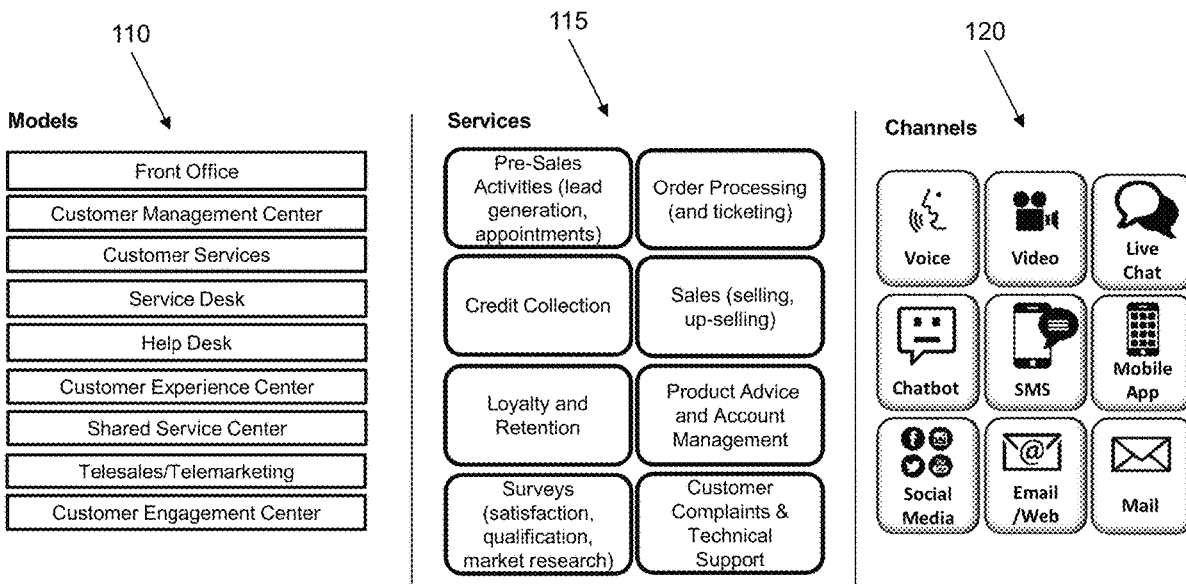 110
115
120
Models
Front Office
Customer Management Center
Customer Services
Service Desk
Help Desk
Customer Experience Center
Shared Service Center
Telesales/Telemarketing
Customer Engagement Center
Services
Pre-Sales
Activities (lead
generation,
appointments)
Order Processing
(and ticketing)
Credit Collection
Sales (selling,
up-selling)
Loyalty and
Retention
Product Advice
and Account
Management
Surveys
(satisfaction,
qualification,
market research)
Customer
Complaints &
Technical
Support
Channels
Voice
Video
Live
Chat
Chatbot
SMS
Mobile
App
Social
Media
@
Email
/Web
Mail